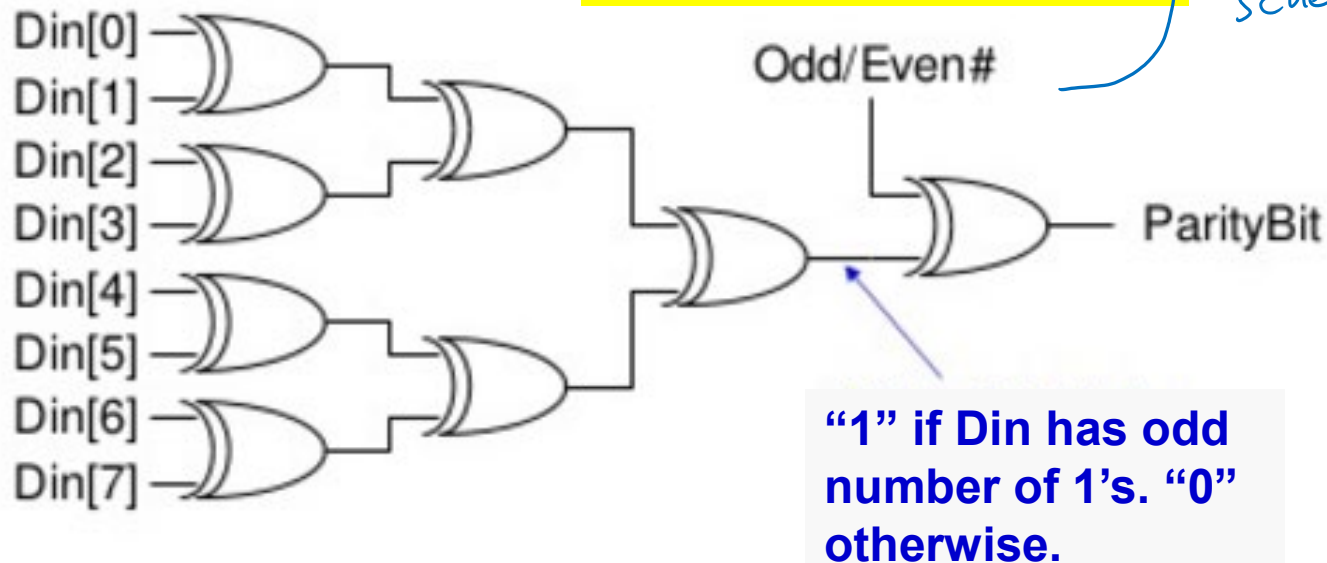 Din[0]
Din[1]
Din[2]
Din[3]
Din[4]
Din[5]
Din[6]
Din[7]
Odd/Even#
ParityBit
“1” if Din has odd
number of 1’s. “0”
otherwise.